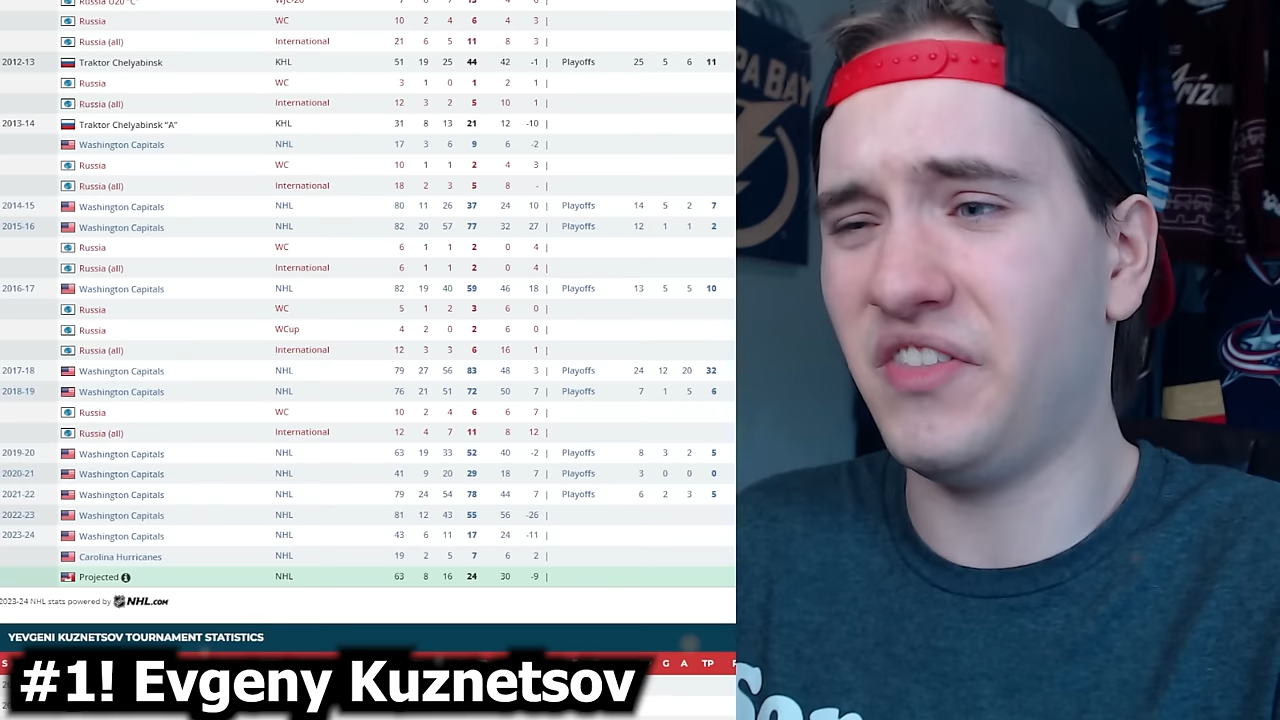 Russia U20 "C" WJC-20 7 6 7 13 4 6
Russia WC 10 2 4 6 4 3
Russia (all) International 21 6 5 11 8 3 |
2012-13 Traktor Chelyabinsk KHL 51 19 25 44 42 -1 | Playoffs 25 5 6 11
Russia WC 3 1 0 1 2 1 |
Russia (all) International 12 3 2 5 10 1 |
2013-14 Traktor Chelyabinsk “A” KHL 31 8 13 21 12 -10 |
Washington Capitals NHL 17 3 6 9 6 -2 |
Russia WC 10 1 1 2 4 3 |
Russia (all) International 18 2 3 5 8 - |
2014-15 Washington Capitals NHL 80 11 26 37 24 10 | Playoffs 14 5 2 7
2015-16 Washington Capitals NHL 82 20 57 77 32 27 | Playoffs 12 1 1 2
Russia WC 6 1 1 2 0 4 |
Russia (all) International 6 1 1 2 0 4 |
2016-17 Washington Capitals NHL 82 19 40 59 46 18 | Playoffs 13 5 5 10
Russia WC 5 1 2 3 6 0 |
Russia WCup 4 2 0 2 6 0 |
Russia (all) International 12 3 3 6 16 1 |
2017-18 Washington Capitals NHL 79 27 56 83 48 3 | Playoffs 24 12 20 32
2018-19 Washington Capitals NHL 76 21 51 72 50 7 | Playoffs 7 1 5 6
Russia WC 10 2 4 6 6 7 |
Russia (all) International 12 4 7 11 8 12 |
2019-20 Washington Capitals NHL 63 19 33 52 40 -2 | Playoffs 8 3 2 5
2020-21 Washington Capitals NHL 41 9 20 29 18 7 | Playoffs 3 0 0 0
2021-22 Washington Capitals NHL 79 24 54 78 44 7 | Playoffs 6 2 3 5
2022-23 Washington Capitals NHL 81 12 43 55 56 -26 |
2023-24 Washington Capitals NHL 43 6 11 17 24 -11 |
Carolina Hurricanes NHL 19 2 5 7 6 2 |
Projected NHL 63 8 16 24 30 -9 |
2023-24 NHL stats powered by NHL.COM
YEVGENI KUZNETSOV TOURNAMENT STATISTICS
S G A TP
#1! Evgeny Kuznetsov
PA BAY
rizo